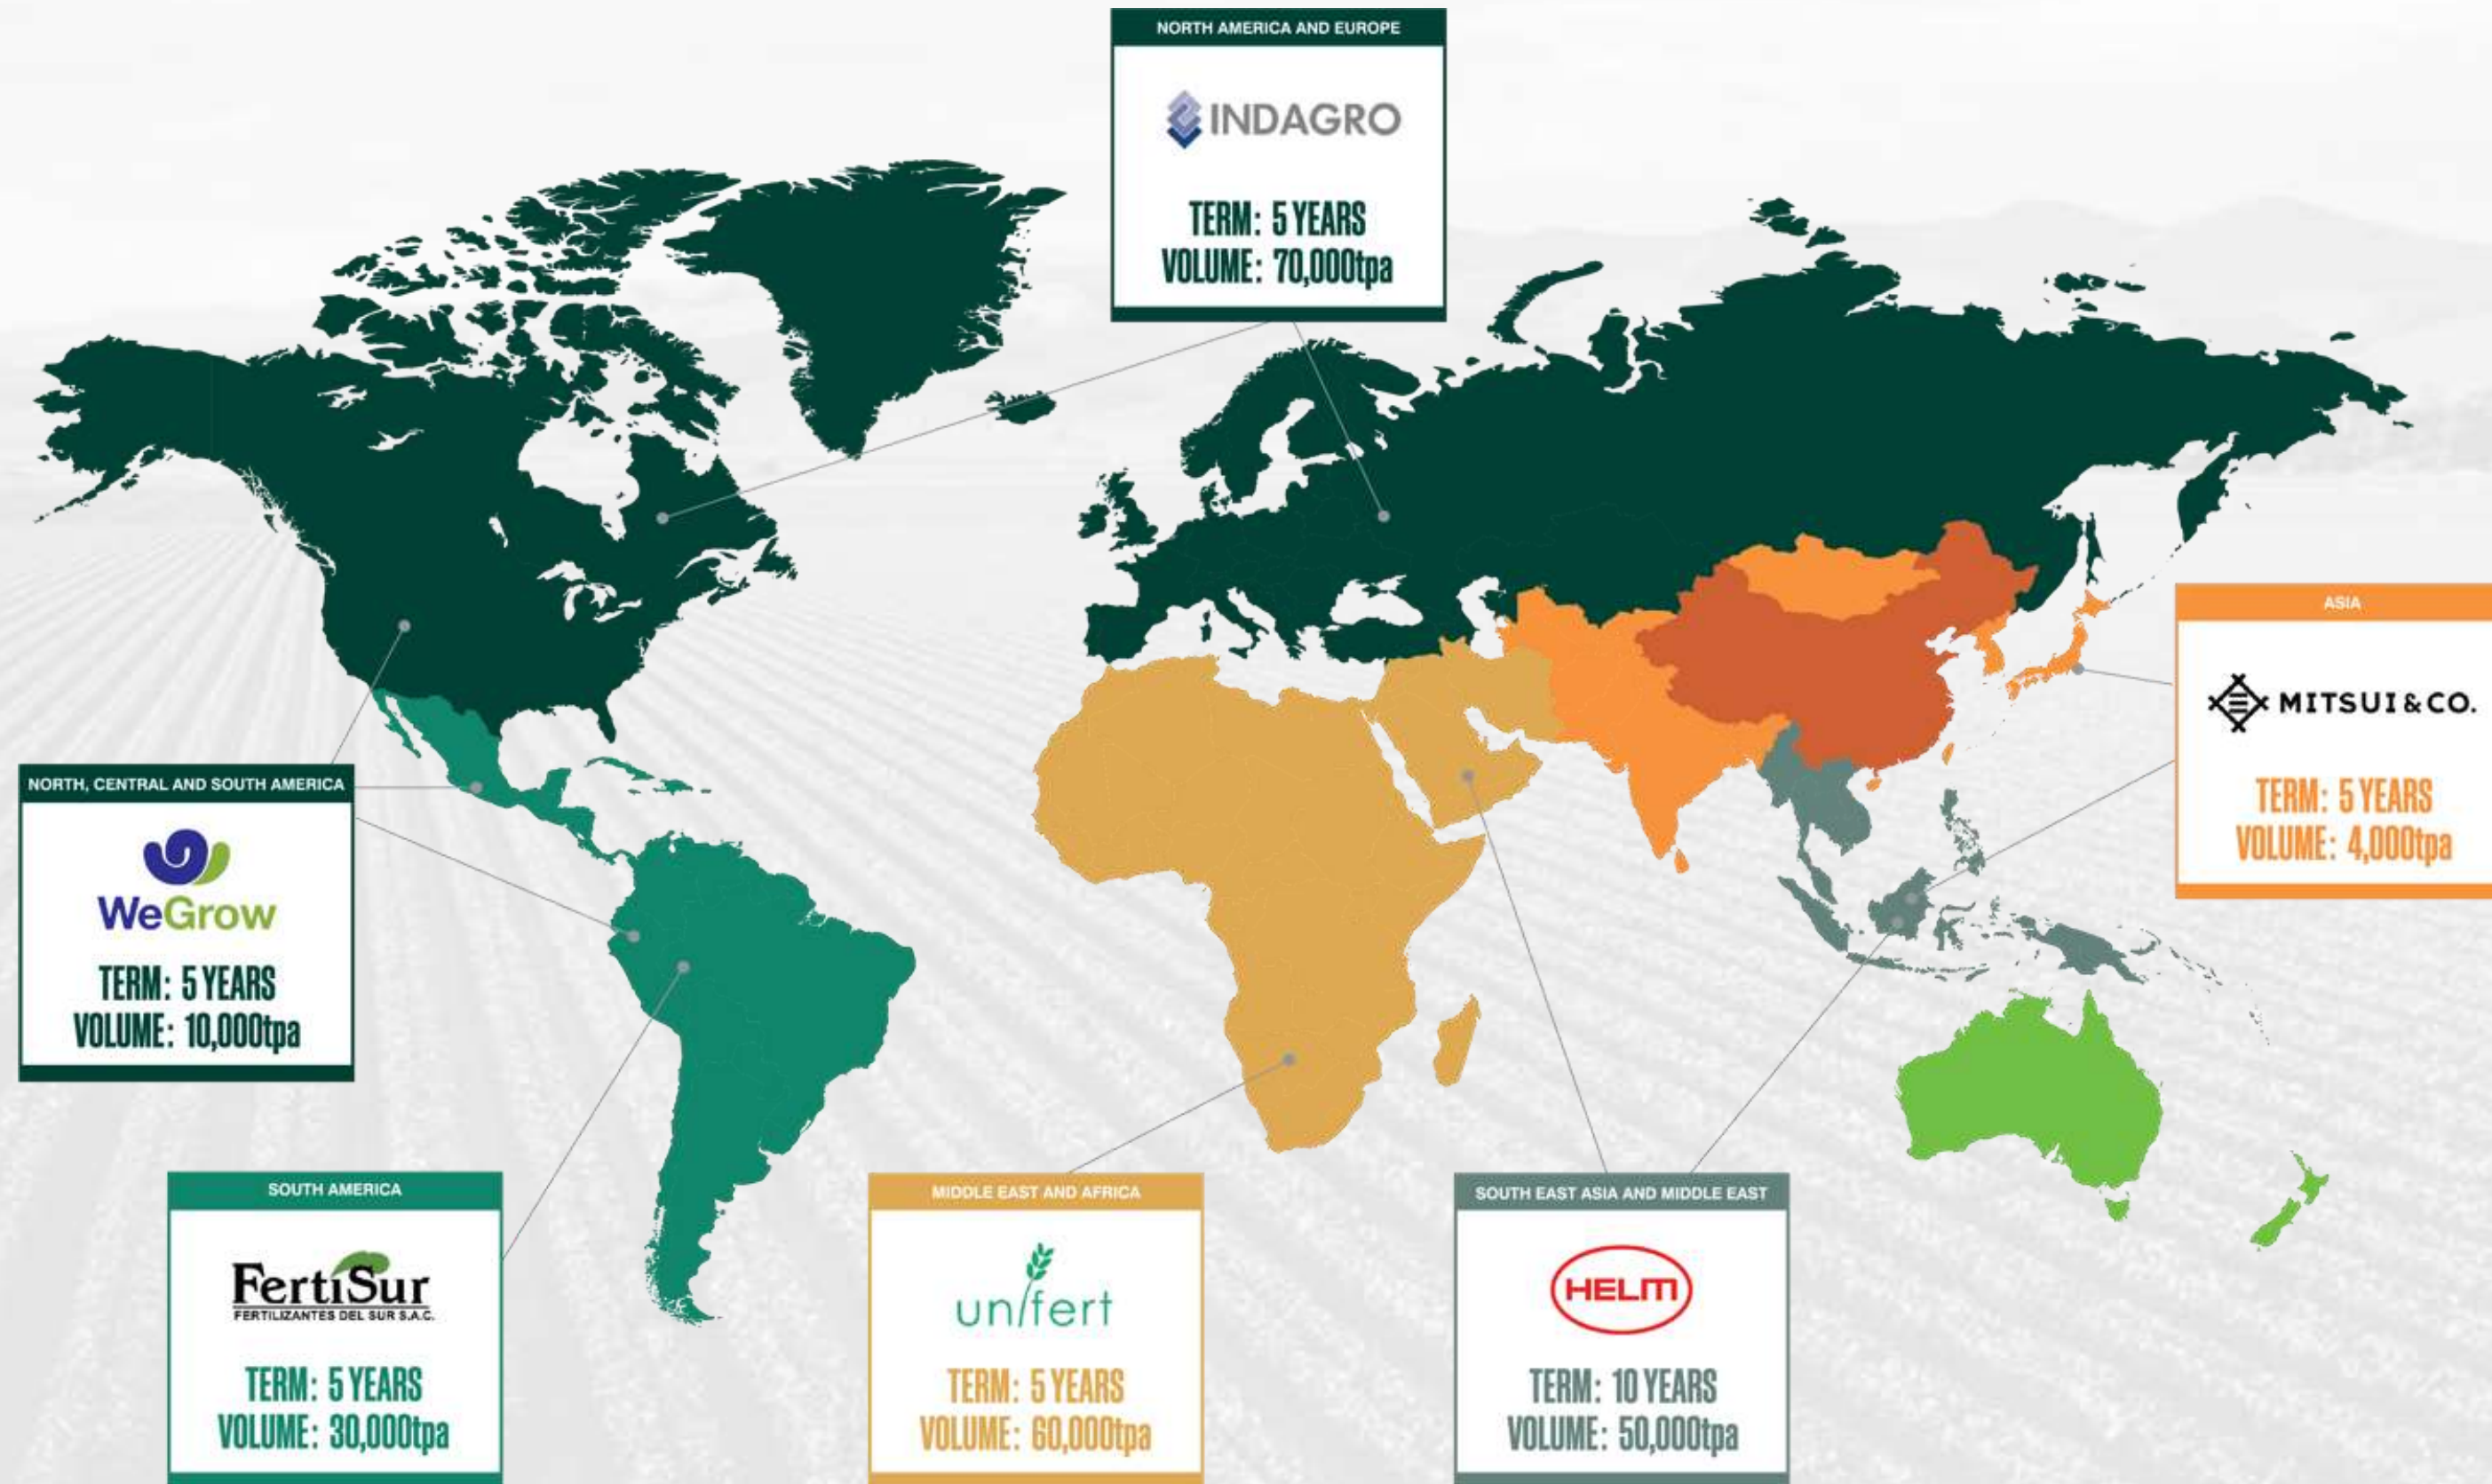 NORTH AMERICA AND EUROPE
INDAGRO
TERM: 5 YEARS
VOLUME: 70,000tpa
ASIA
MITSUI & CO.
TERM: 5 YEARS
VOLUME: 4,000tpa
NORTH, CENTRAL AND SOUTH AMERICA
WeGrow
TERM: 5 YEARS
VOLUME: 10,000tpa
SOUTH AMERICA
FertiSur
FERTILIZANTES DEL SUR S.A.C.
TERM: 5 YEARS
VOLUME: 30,000tpa
MIDDLE EAST AND AFRICA
unifert
TERM: 5 YEARS
VOLUME: 60,000tpa
SOUTH EAST ASIA AND MIDDLE EAST
HELM
TERM: 10 YEARS
VOLUME: 50,000tpa